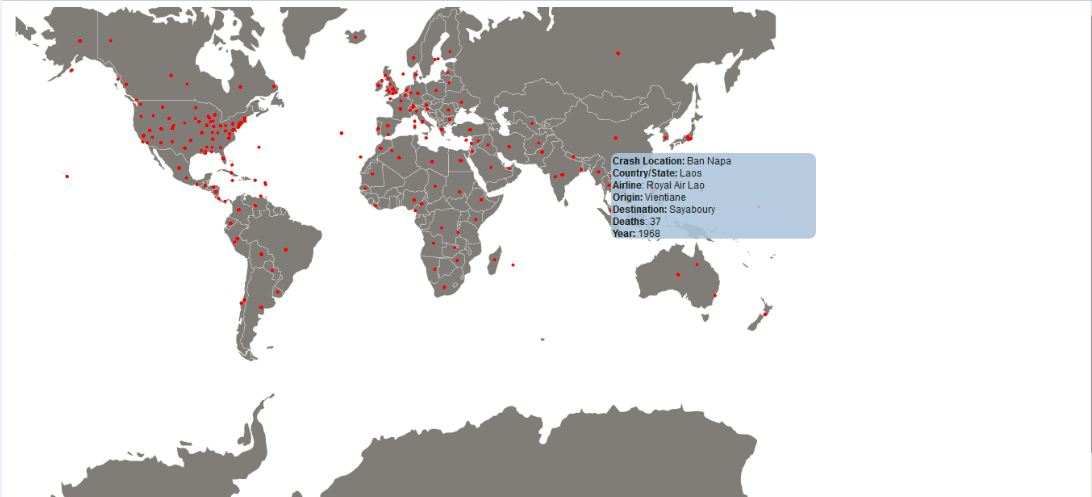 Crash Location: Ban Napa
Country/State: Laos
Airline: Royal Air Lao
Origin: Vientiane
Destination: Sayaboury
Deaths: 37
Year: 1968